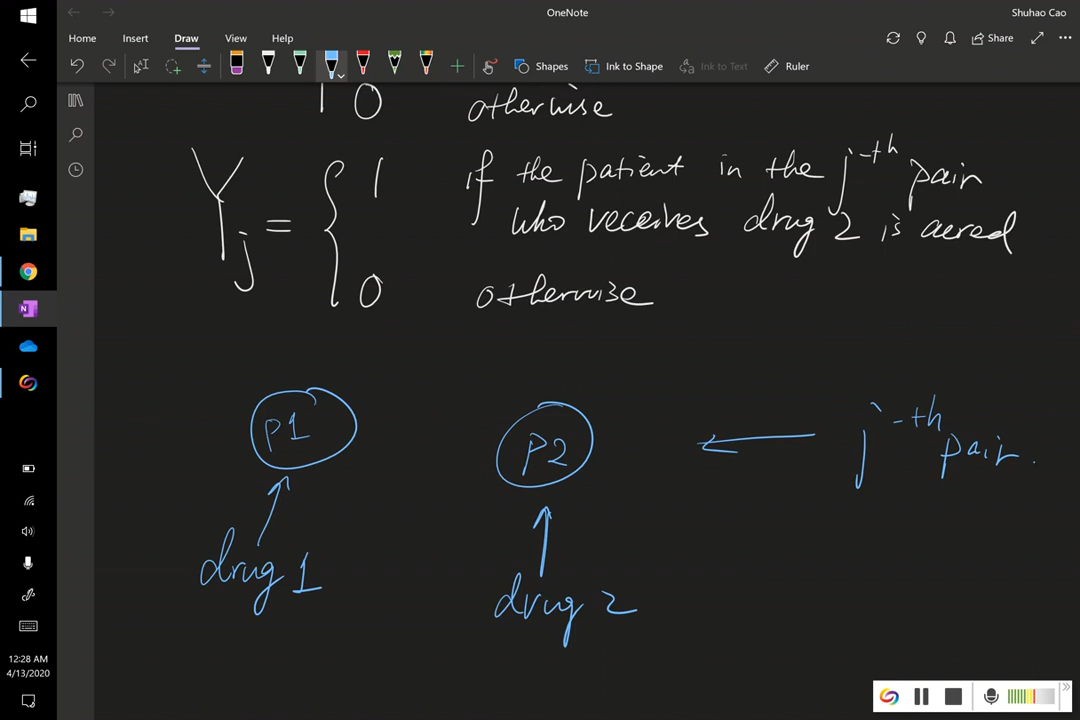 OneNote
Shuhao Cao
Home Insert Draw View Help
Shapes Ink to Shape Ink to Text Ruler
Share
1 0 otherwise
Y_j = { 1 if the patient in the j-th pair
who receives drug 2 is acred
0 otherwise
P1 P2 ← j-th pair.
drug 1
drug 2
12:28 AM
4/13/2020